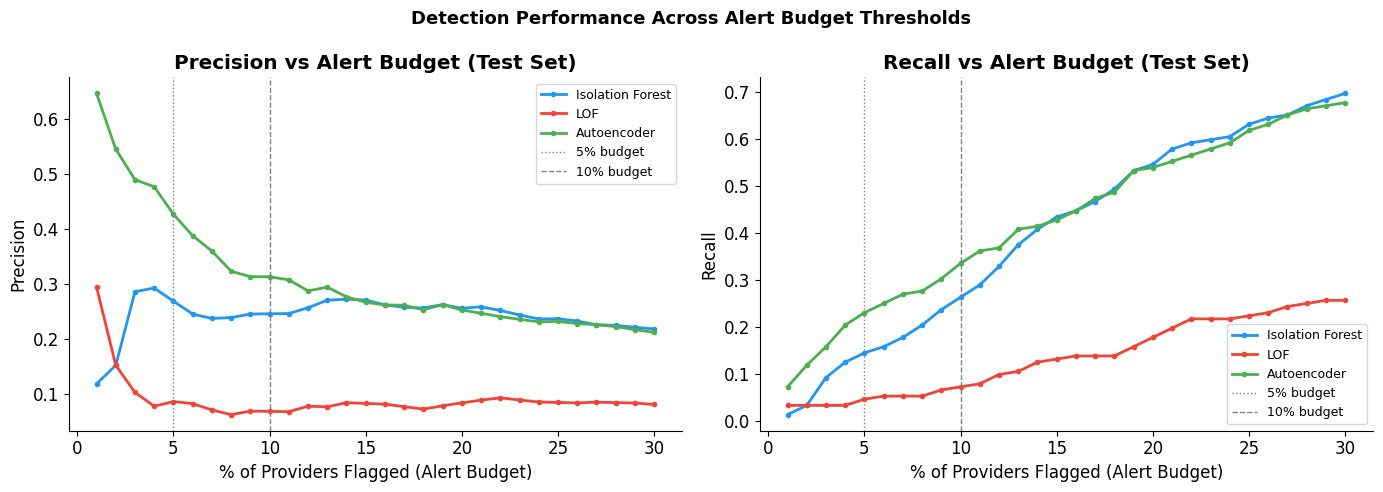 Detection Performance Across Alert Budget Thresholds
Precision vs Alert Budget (Test Set)
Precision
0.6
0.5
0.4
0.3
0.2
0.1
0
5
10
15
20
25
30
% of Providers Flagged (Alert Budget)
Isolation Forest
LOF
Autoencoder
5% budget
10% budget
Recall vs Alert Budget (Test Set)
Recall
0.7
0.6
0.5
0.4
0.3
0.2
0.1
0.0
0
5
10
15
20
25
30
% of Providers Flagged (Alert Budget)
Isolation Forest
LOF
Autoencoder
5% budget
10% budget